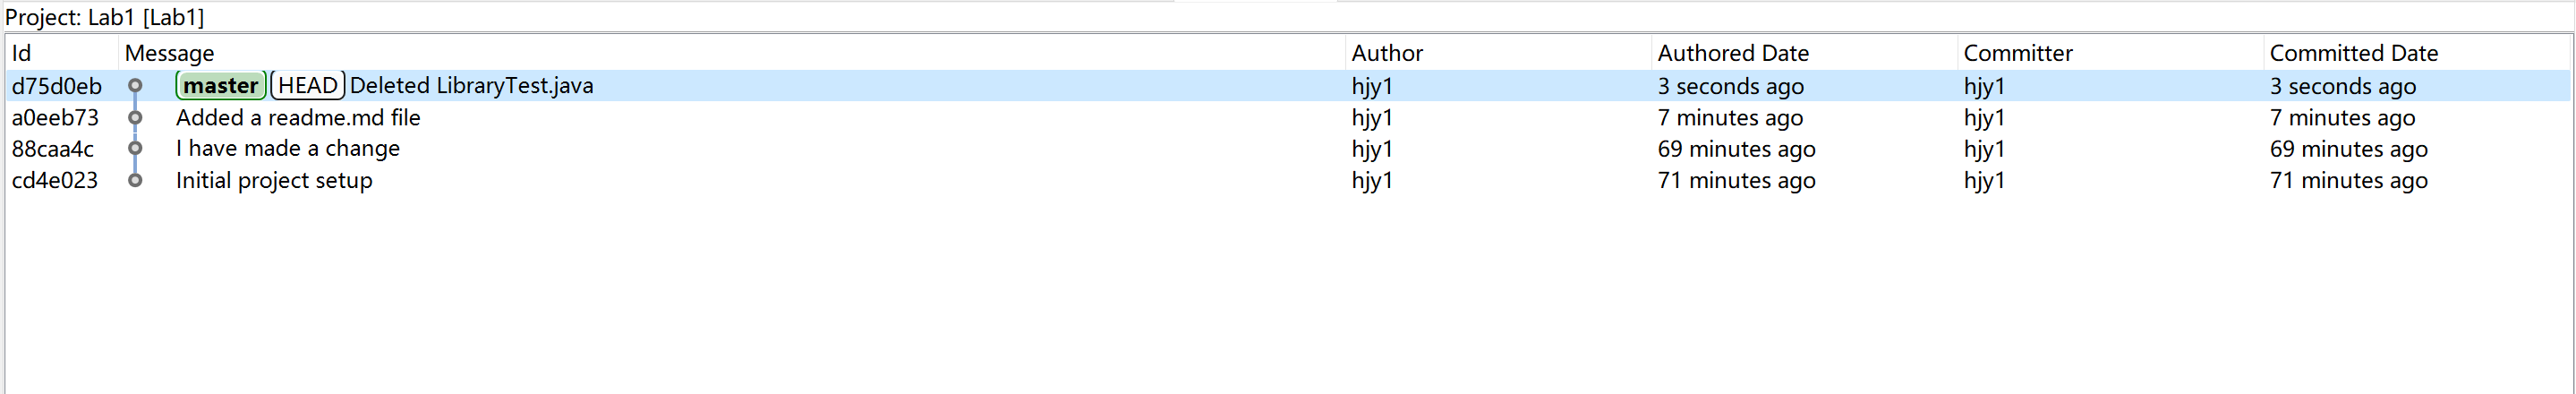 Project: Lab1 [Lab1]
Id Message Author Authored Date Committer Committed Date
d75d0eb master HEAD Deleted LibraryTest.java hjy1 3 seconds ago hjy1 3 seconds ago
a0eeb73 Added a readme.md file hjy1 7 minutes ago hjy1 7 minutes ago
88caa4c I have made a change hjy1 69 minutes ago hjy1 69 minutes ago
cd4e023 Initial project setup hjy1 71 minutes ago hjy1 71 minutes ago